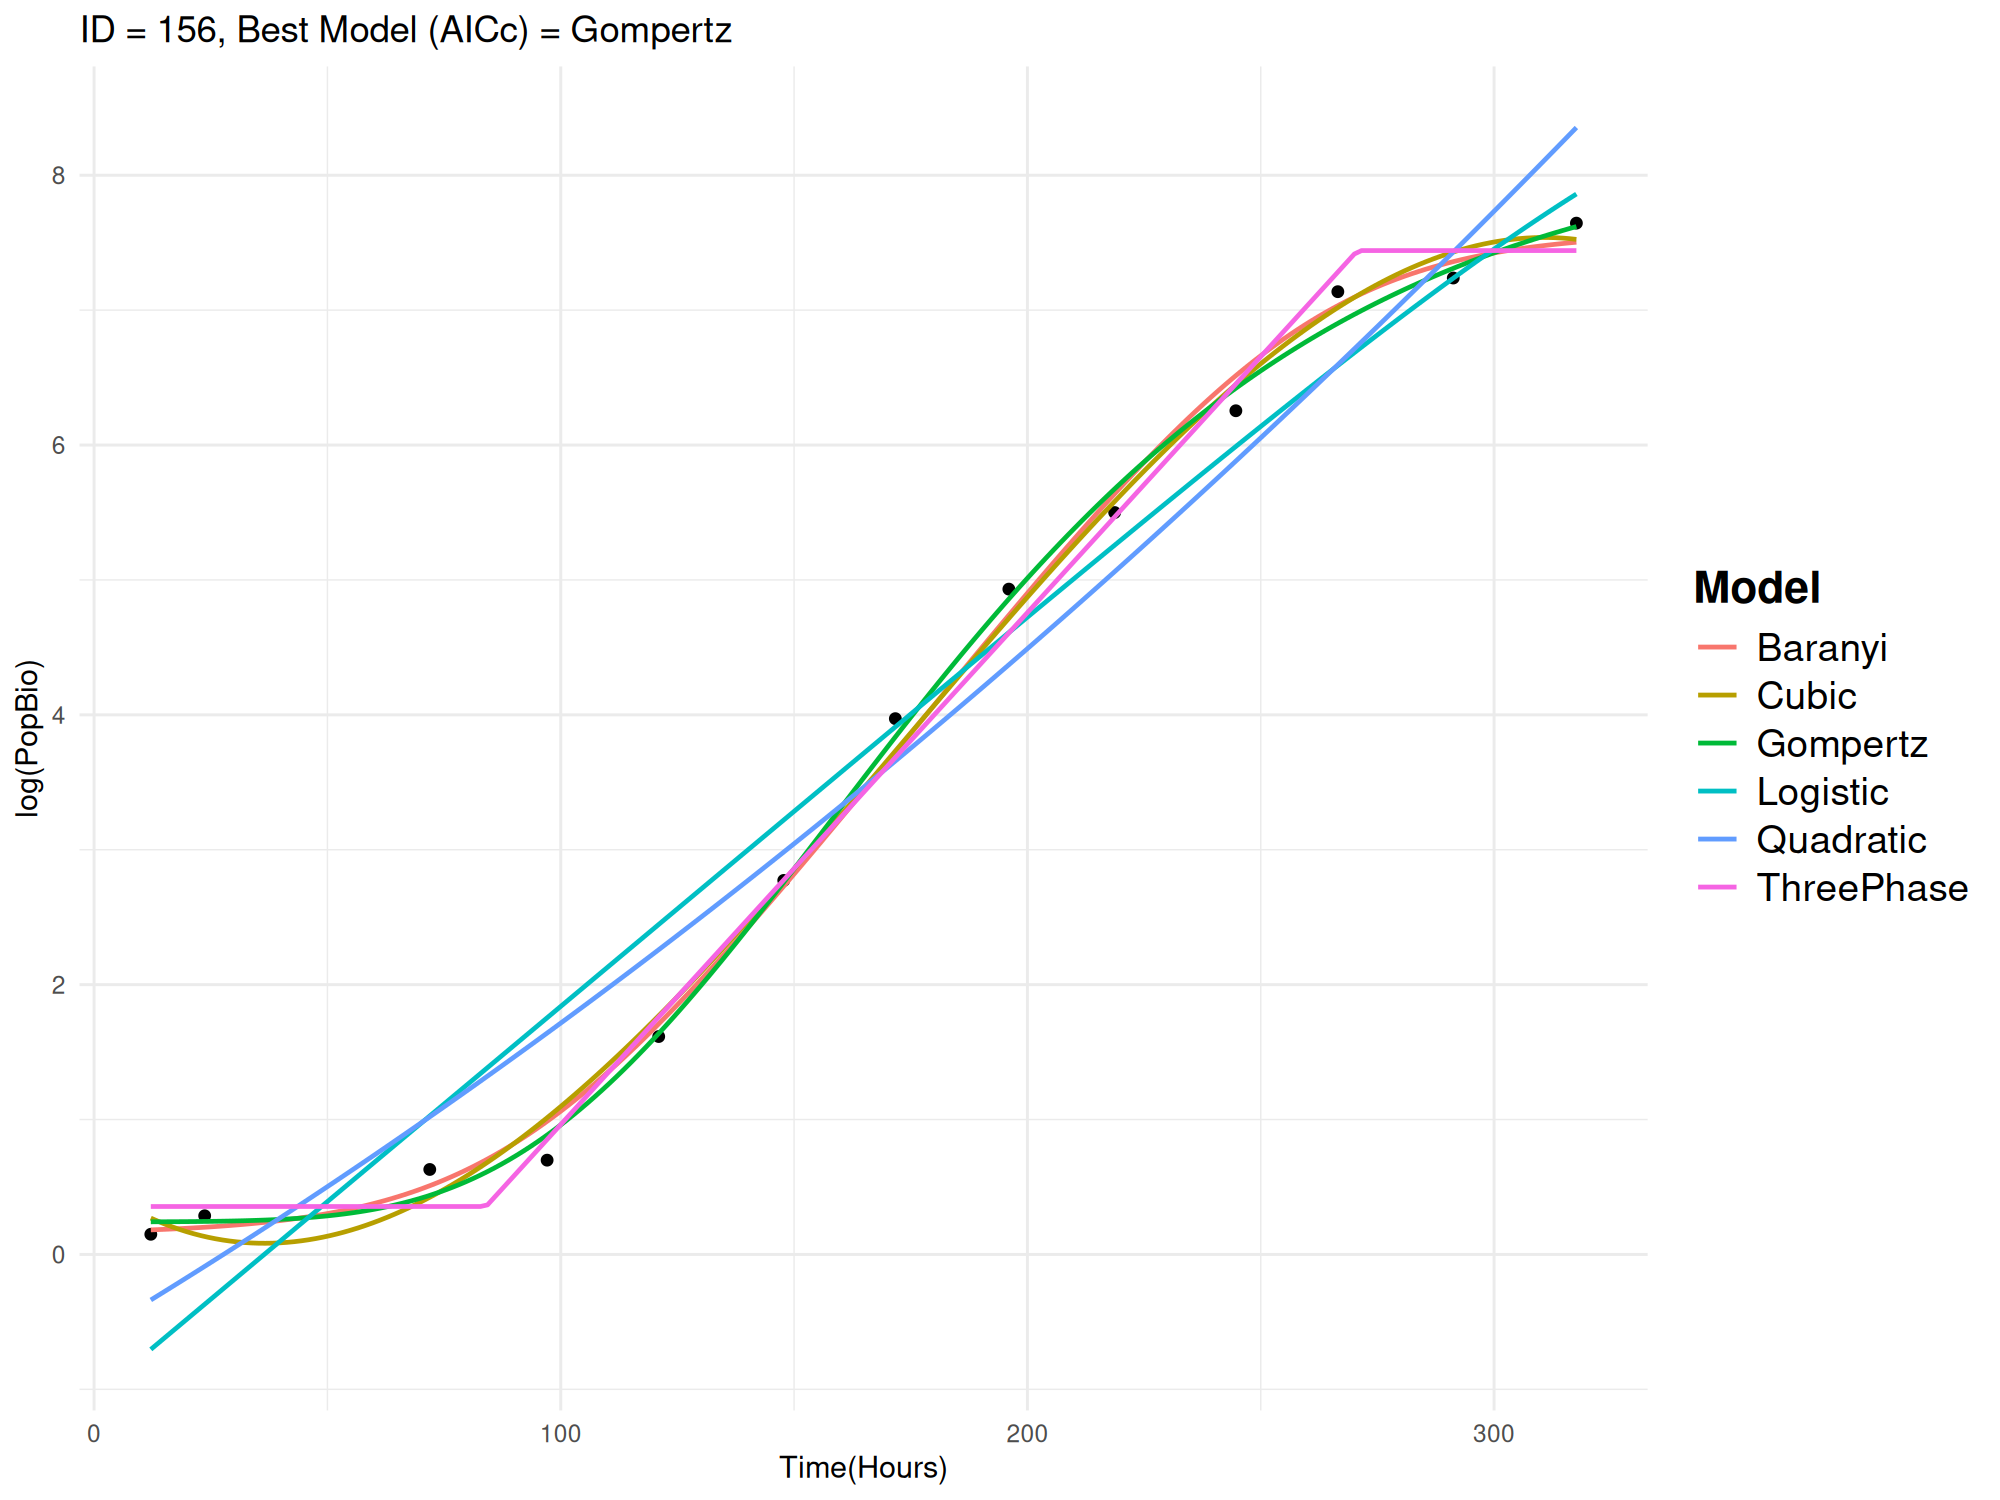 ID = 156, Best Model (AICc) = Gompertz
8
6
4
2
0
log(PopBio)
0 100 200 300
Time(Hours)
Model
Baranyi
Cubic
Gompertz
Logistic
Quadratic
ThreePhase